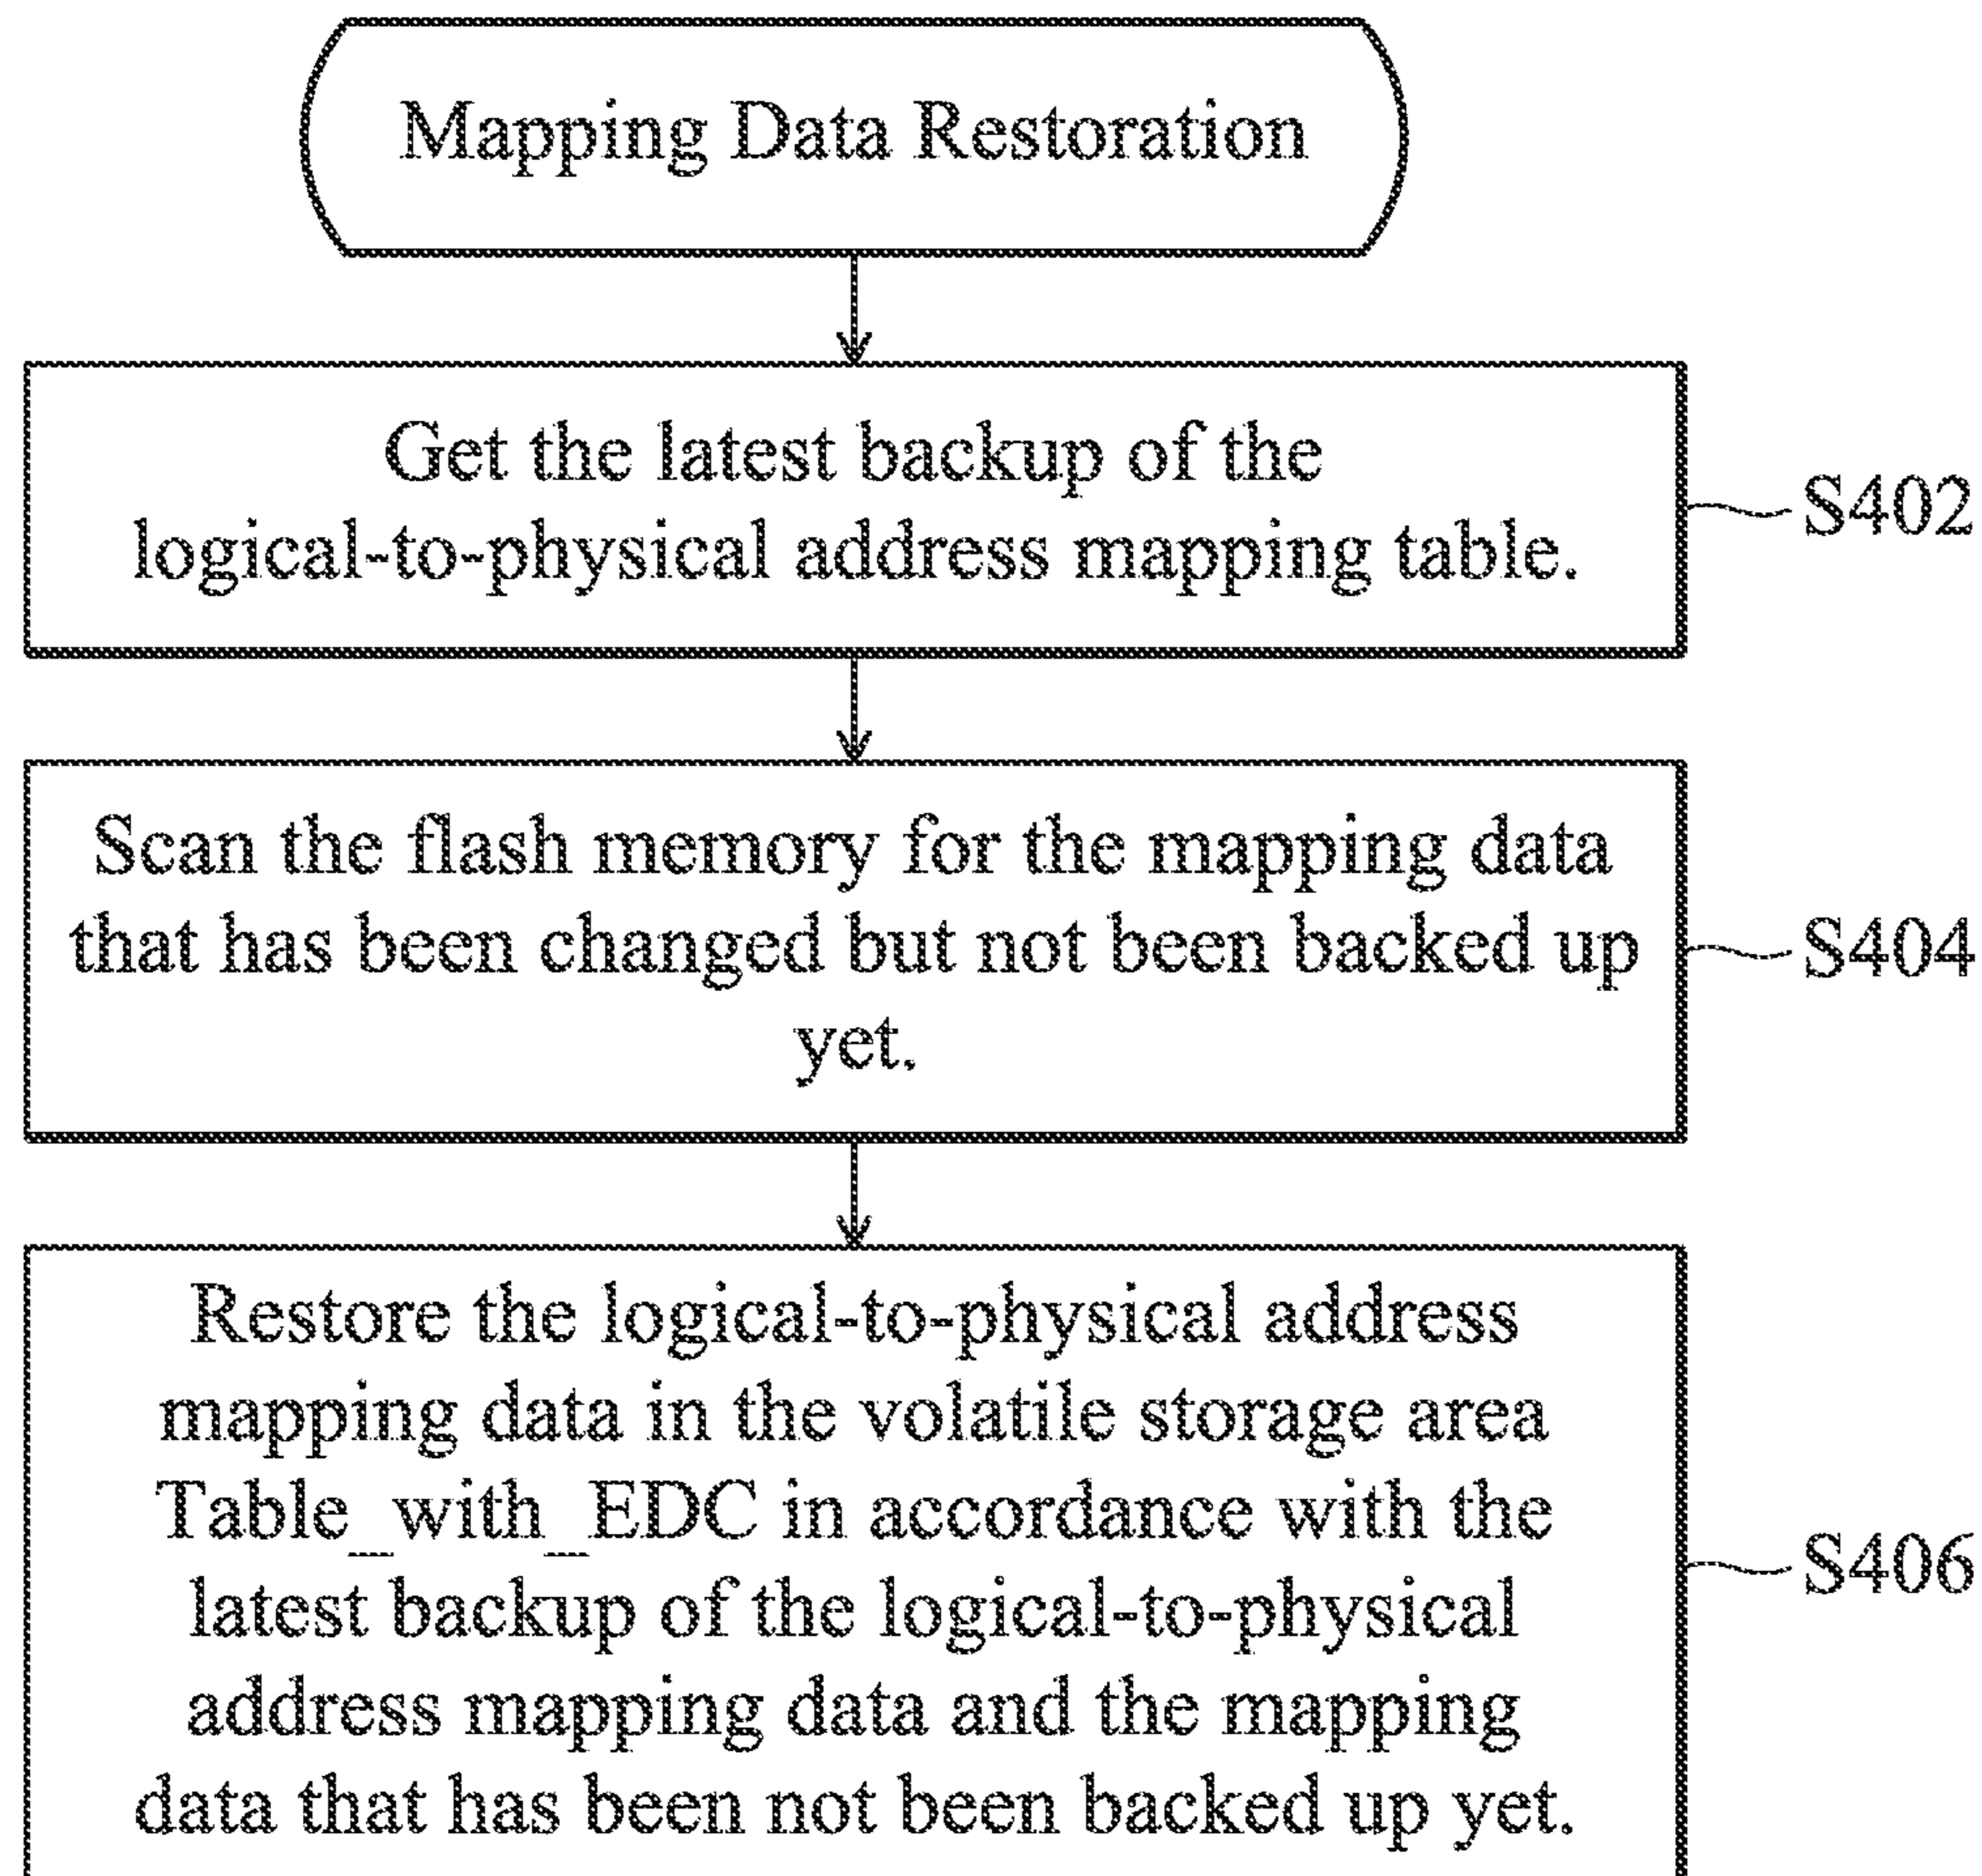 Mapping Data Restoration
Get the latest backup of the
logical-to-physical address mapping table.
S402
Scan the flash memory for the mapping data
that has been changed but not been backed up
yet.
S404
Restore the logical-to-physical address
mapping data in the volatile storage area
Table_with_EDC in accordance with the
latest backup of the logical-to-physical
address mapping data and the mapping
data that has been not been backed up yet.
S406